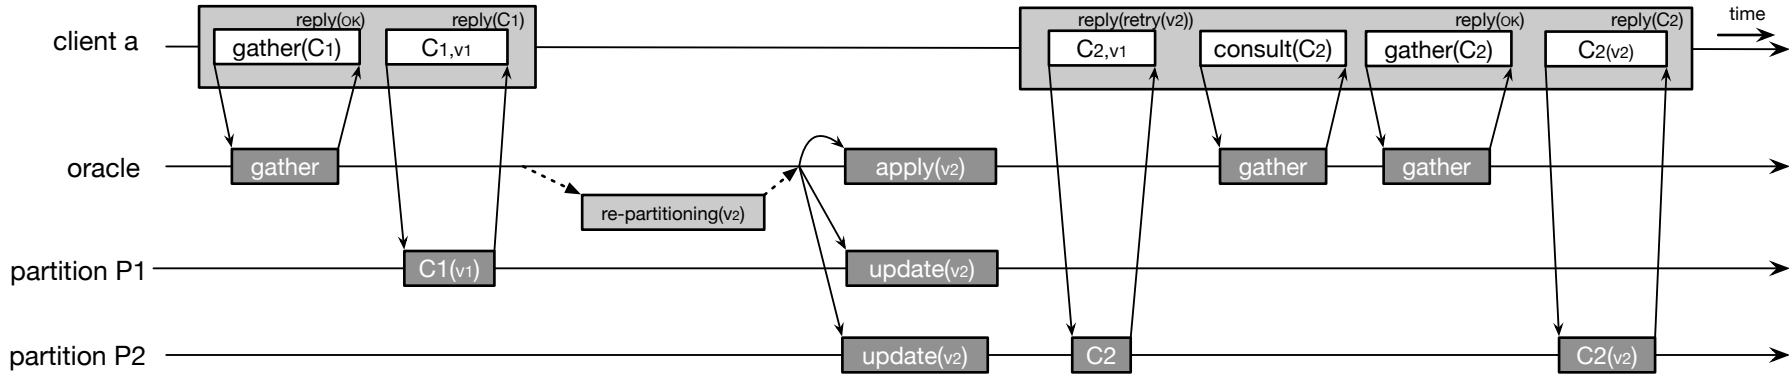 reply(OK)
reply(C1)
reply(retry(v2))
reply(OK)
reply(C2)
time
client a
gather(C1)
C1,v1
C2,v1
consult(C2)
gather(C2)
C2(v2)
oracle
gather
apply(v2)
gather
gather
re-partitioning(v2)
partition P1
C1(v1)
update(v2)
partition P2
update(v2)
C2
C2(v2)